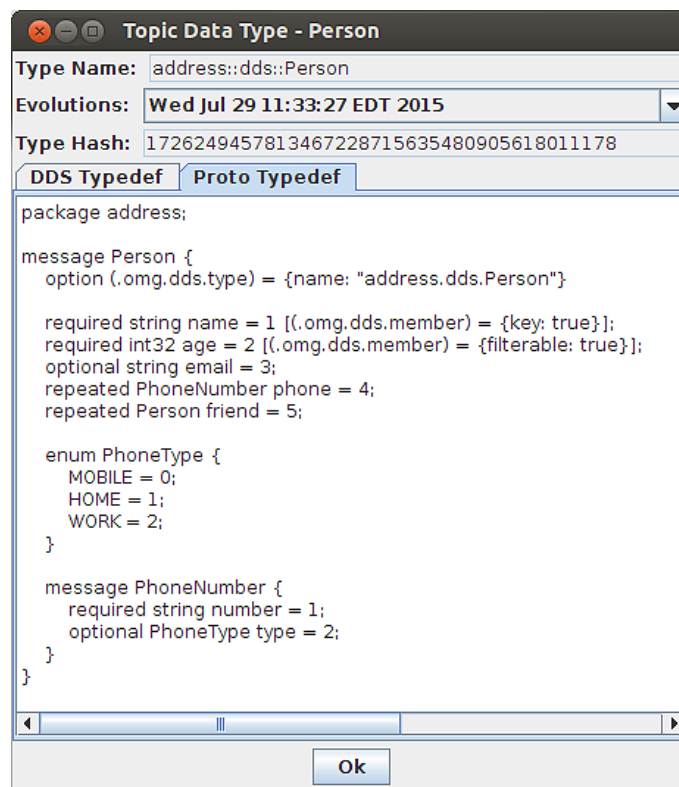 Topic Data Type - Person
Type Name: address::dds::Person
Evolutions: Wed Jul 29 11:33:27 EDT 2015
Type Hash: 172624945781346722871563548090561801​1178
DDS Typedef Proto Typedef
package address;
message Person {
option (.omg.dds.type) = {name: "address.dds.Person"}
required string name = 1 [(.omg.dds.member) = {key: true}];
required int32 age = 2 [(.omg.dds.member) = {filterable: true}];
optional string email = 3;
repeated PhoneNumber phone = 4;
repeated Person friend = 5;
enum PhoneType {
MOBILE = 0;
HOME = 1;
WORK = 2;
}
message PhoneNumber {
required string number = 1;
optional PhoneType type = 2;
}
}
Ok